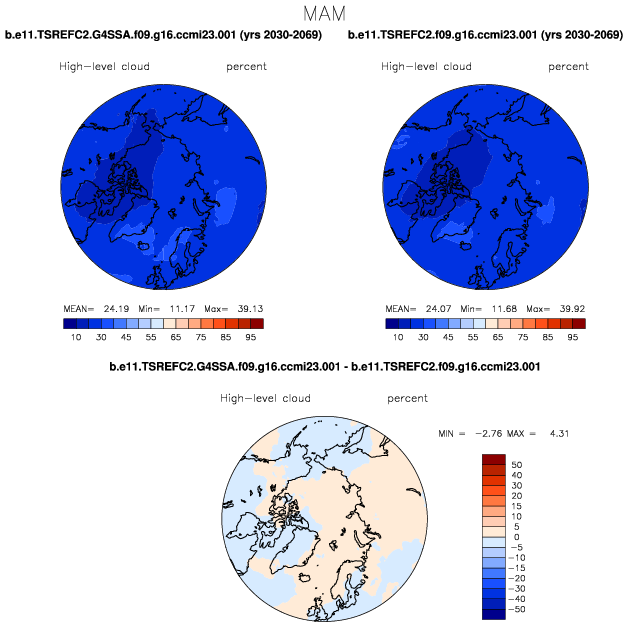 MAM
b.e11.TSREFC2.G4SSA.f09.g16.ccmi23.001 (yrs 2030-2069) b.e11.TSREFC2.f09.g16.ccmi23.001 (yrs 2030-2069)
High-level cloud percent High-level cloud percent
MEAN= 24.19 Min= 11.17 Max= 39.13 MEAN= 24.07 Min= 11.68 Max= 39.92
10 30 45 55 65 75 85 95 10 30 45 55 65 75 85 95
b.e11.TSREFC2.G4SSA.f09.g16.ccmi23.001 - b.e11.TSREFC2.f09.g16.ccmi23.001
High-level cloud percent
MIN = -2.76 MAX = 4.31
50
40
30
20
15
10
5
0
-5
-10
-15
-20
-30
-40
-50